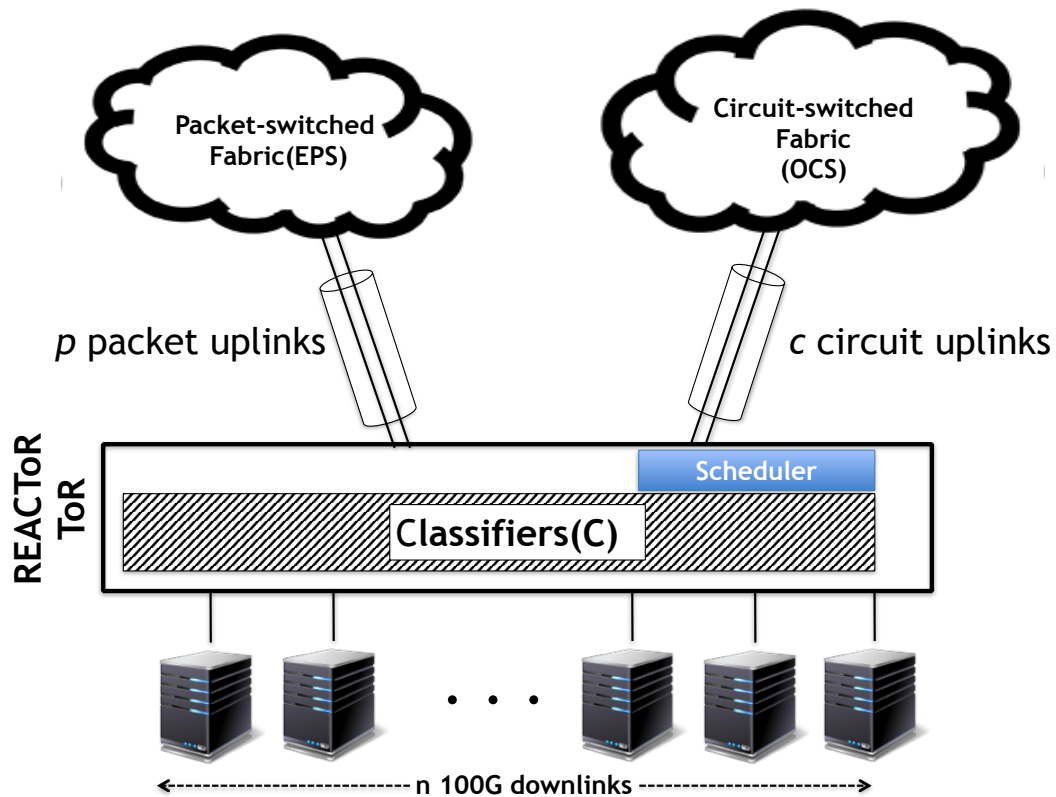 Packet-switched
Fabric(EPS)
Circuit-switched
Fabric
(OCS)
p packet uplinks
c circuit uplinks
REACToR
ToR
Scheduler
Classifiers(C)
. . .
n 100G downlinks